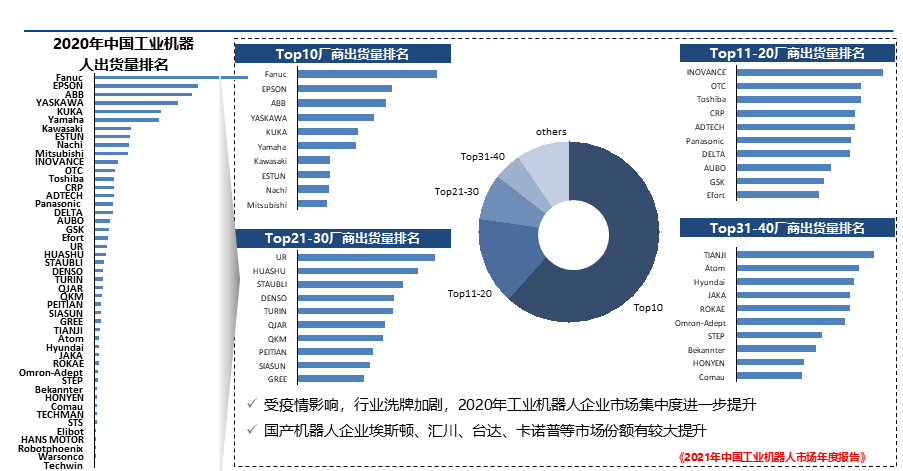 2020年中国工业机器
人出货量排名
Fanuc
EPSON
ABB
YASKAWA
KUKA
Yamaha
Kawasaki
ESTUN
Nachi
Mitsubishi
INOVANCE
OTC
Toshiba
CRP
ADTECH
Panasonic
DELTA
AUBO
GSK
Efort
UR
HUASHU
STAUBLI
DENSO
TURIN
QJAR
QKM
PEITIAN
SIASUN
GREE
TIANJI
Atom
Hyundai
JAKA
ROKAE
Omron-Adept
STEP
Bekannter
HONYEN
Comau
TECHMAN
STS
Elibot
HANS MOTOR
Robotphoenix
Warsonco
Techwin
Top10厂商出货量排名
Fanuc
EPSON
ABB
YASKAWA
KUKA
Yamaha
Kawasaki
ESTUN
Nachi
Mitsubishi
Top21-30厂商出货量排名
UR
HUASHU
STAUBLI
DENSO
TURIN
QJAR
QKM
PEITIAN
SIASUN
GREE
others
Top31-40
Top21-30
Top11-20
Top10
Top11-20厂商出货量排名
INOVANCE
OTC
Toshiba
CRP
ADTECH
Panasonic
DELTA
AUBO
GSK
Efort
Top31-40厂商出货量排名
TIANJI
Atom
Hyundai
JAKA
ROKAE
Omron-Adept
STEP
Bekannter
HONYEN
Comau
✓ 受疫情影响，行业洗牌加剧，2020年工业机器人企业市场集中度进一步提升
✓ 国产机器人企业埃斯顿、汇川、台达、卡诺普等市场份额有较大提升
《2021年中国工业机器人市场年度报告》